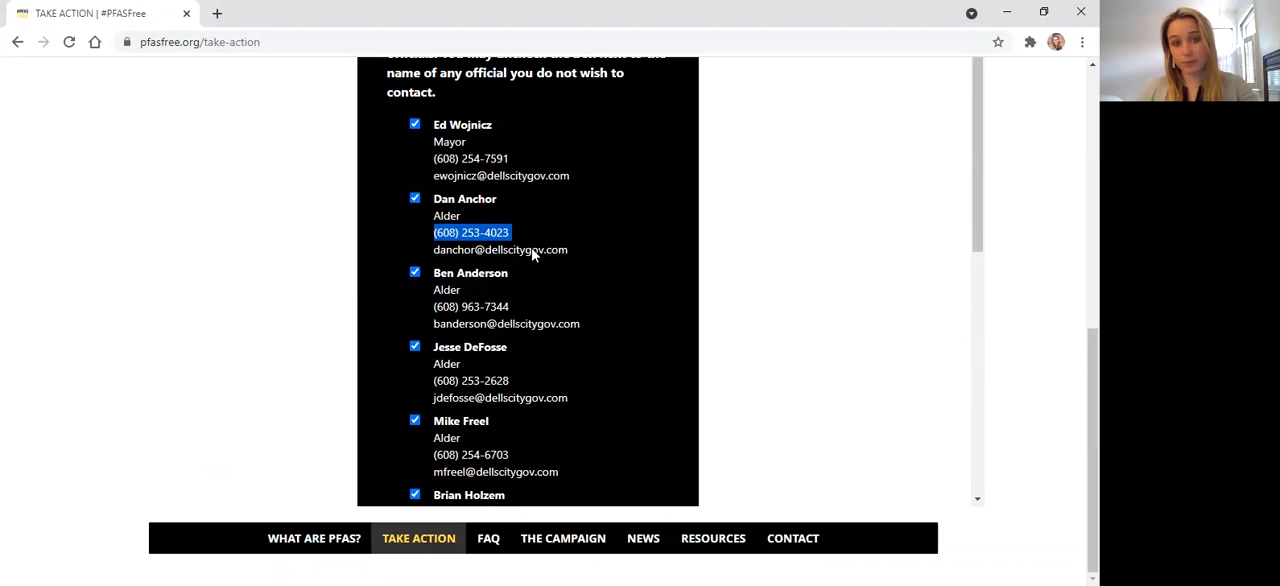 TAKE ACTION | #PFASFree
pfasfree.org/take-action
name of any official you do not wish to
contact.
Ed Wojnicz
Mayor
(608) 254-7591
ewojnicz@dellscitygov.com
Dan Anchor
Alder
(608) 253-4023
danchor@dellscitygov.com
Ben Anderson
Alder
(608) 963-7344
banderson@dellscitygov.com
Jesse DeFosse
Alder
(608) 253-2628
jdefosse@dellscitygov.com
Mike Freel
Alder
(608) 254-6703
mfreel@dellscitygov.com
Brian Holzem
WHAT ARE PFAS? TAKE ACTION FAQ THE CAMPAIGN NEWS RESOURCES CONTACT